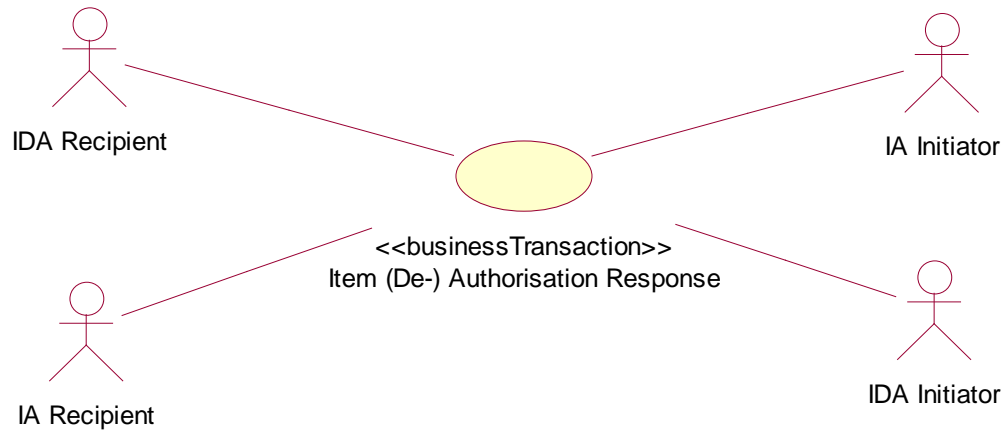 IDA Recipient
IA Initiator
<<businessTransaction>>
Item (De-) Authorisation Response
IA Recipient
IDA Initiator